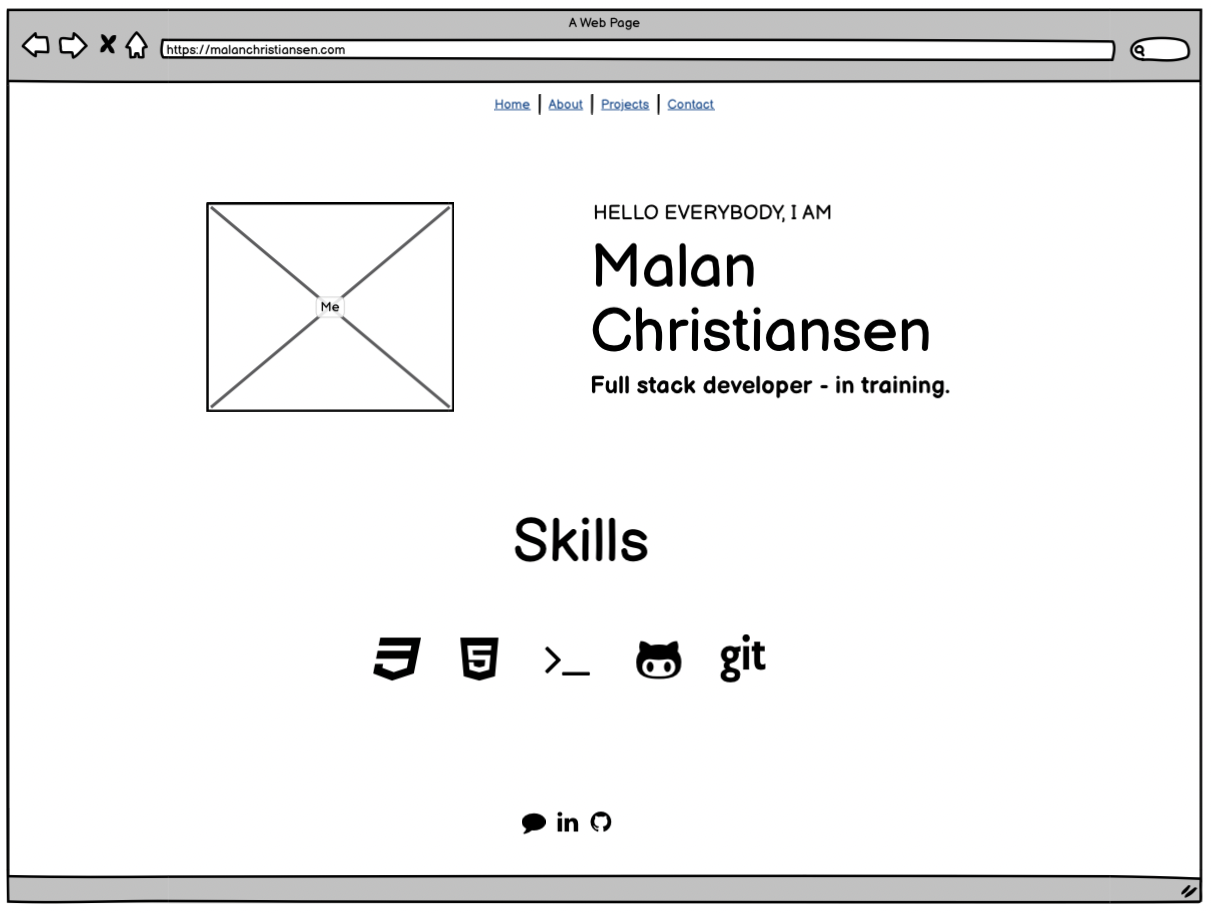 A Web Page
https://malanchristiansen.com
Home | About | Projects | Contact
Me
HELLO EVERYBODY, I AM
Malan
Christiansen
Full stack developer - in training.
Skills
5 >_ git
in